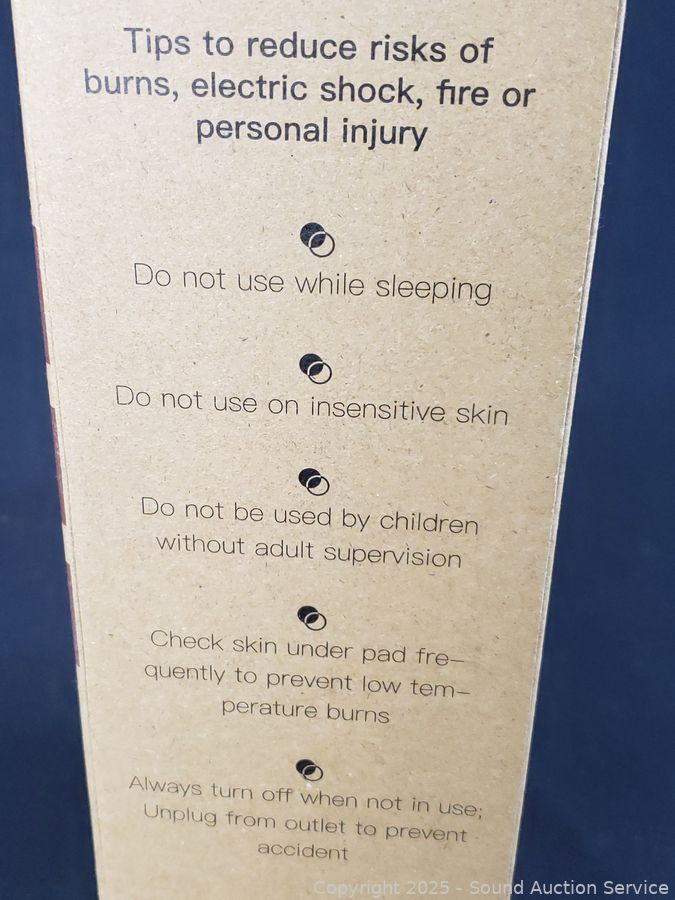 Tips to reduce risks of
burns, electric shock, fire or
personal injury
Do not use while sleeping
Do not use on insensitive skin
Do not be used by children
without adult supervision
Check skin under pad fre-
quently to prevent low tem-
perature burns
Always turn off when not in use;
Unplug from outlet to prevent
accident
Copyright 2025 - Sound Auction Service